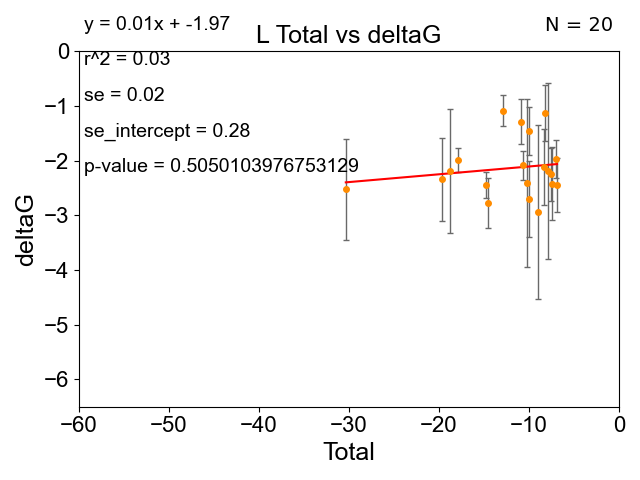 y = 0.01x + -1.97
N = 20
L Total vs deltaG
r^2 = 0.03
se = 0.02
se_intercept = 0.28
p-value = 0.5050103976753129
deltaG
0
−1
−2
−3
−4
−5
−6
−60
−50
−40
−30
−20
−10
0
Total